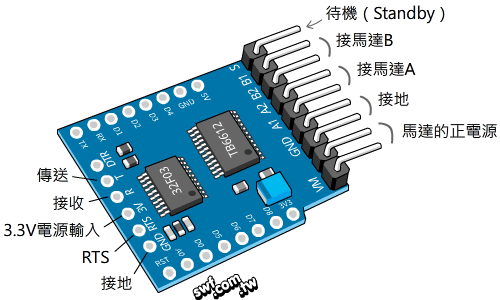 待機（Standby）
接馬達B
接馬達A
接地
馬達的正電源
S
B1
B2
A2
A1
GND
VM
5V
GND
D4
D3
D2
D1
RX
TX
TB6612
32F03
DTR
T
R
3V
RTS
GND
傳送
接收
3.3V電源輸入
RTS
接地
RST
A0
D0
D5
D6
D7
D8
3V3
swf
.com
.tw